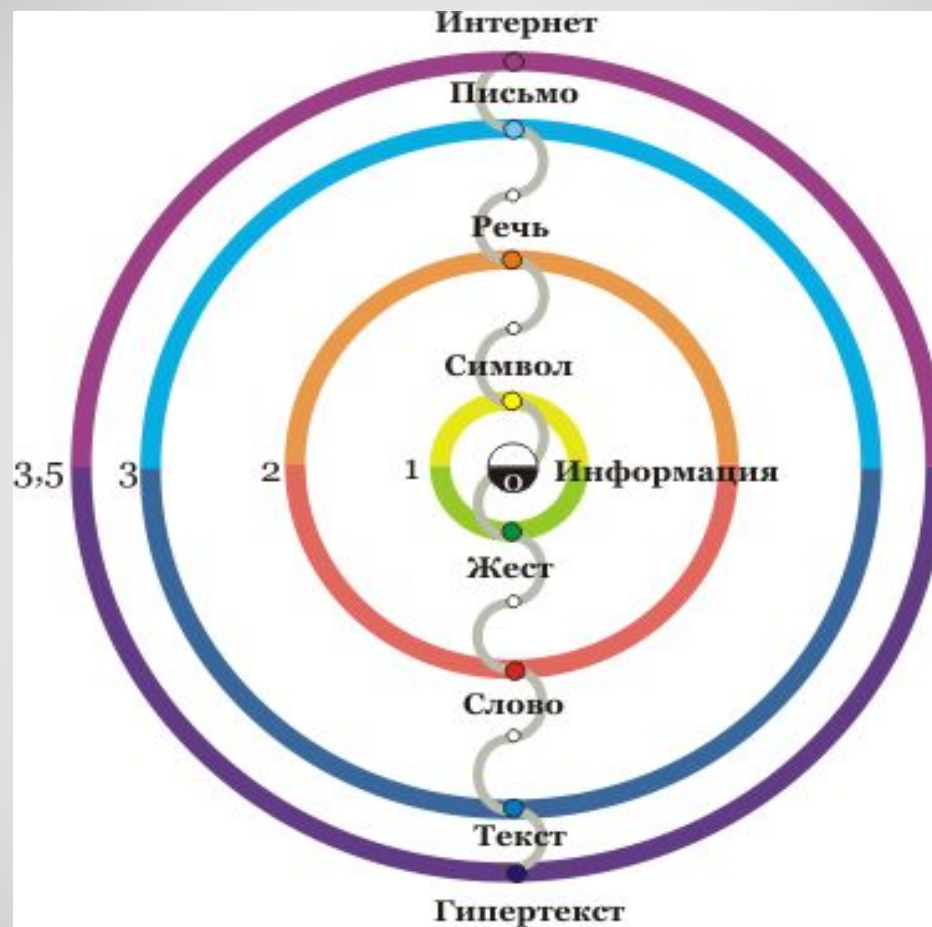 Интернет
Письмо
Речь
Символ
3,5 3 2 1 0 Информация
Жест
Слово
Текст
Гипертекст